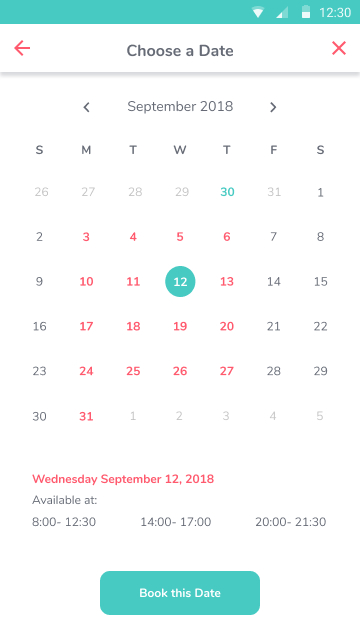 12:30
Choose a Date
September 2018
S M T W T F S
26 27 28 29 30 31 1
2 3 4 5 6 7 8
9 10 11 12 13 14 15
16 17 18 19 20 21 22
23 24 25 26 27 28 29
30 31 1 2 3 4 5
Wednesday September 12, 2018
Available at:
8:00- 12:30 14:00- 17:00 20:00- 21:30
Book this Date